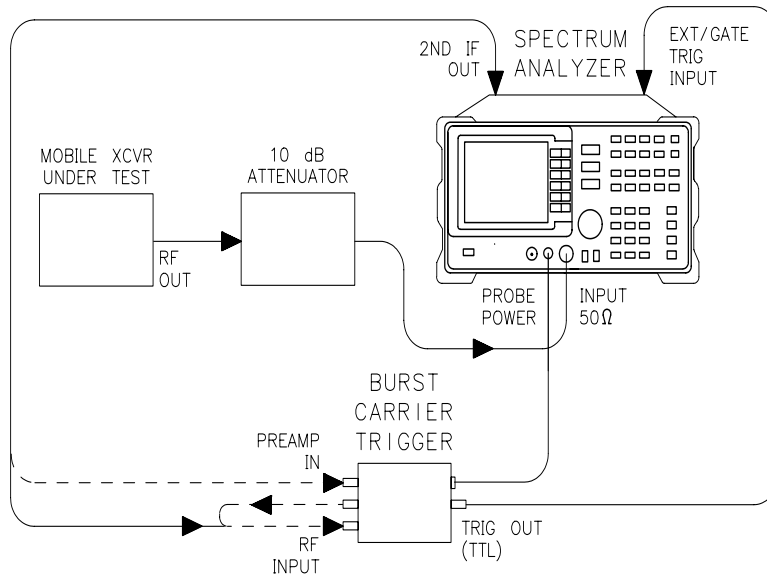 2ND IF
OUT
SPECTRUM
ANALYZER
EXT/GATE
TRIG
INPUT
MOBILE XCVR
UNDER TEST
10 dB
ATTENUATOR
RF
OUT
PROBE
POWER
INPUT
50Ω
BURST
CARRIER
TRIGGER
PREAMP
IN
RF
INPUT
TRIG OUT
(TTL)